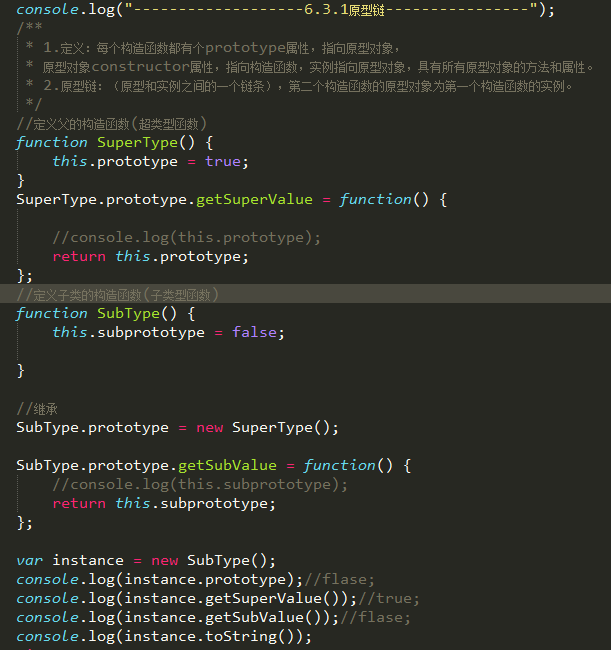 console.log("-------------------6.3.1原型链----------------");
/**
 * 1.定义：每个构造函数都有个prototype属性，指向原型对象，
 * 原型对象constructor属性，指向构造函数，实例指向原型对象，具有所有原型对象的方法和属性。
 * 2.原型链：（原型和实例之间的一个链条），第二个构造函数的原型对象为第一个构造函数的实例。
 */
//定义父的构造函数(超类型函数)
function SuperType() {
    this.prototype = true;
}
SuperType.prototype.getSuperValue = function() {
    //console.log(this.prototype);
    return this.prototype;
};
//定义子类的构造函数(子类型函数)
function SubType() {
    this.subprototype = false;
}
//继承
SubType.prototype = new SuperType();
SubType.prototype.getSubValue = function() {
    //console.log(this.subprototype);
    return this.subprototype;
};
var instance = new SubType();
console.log(instance.prototype);//flase;
console.log(instance.getSuperValue());//true;
console.log(instance.getSubValue());//flase;
console.log(instance.toString());